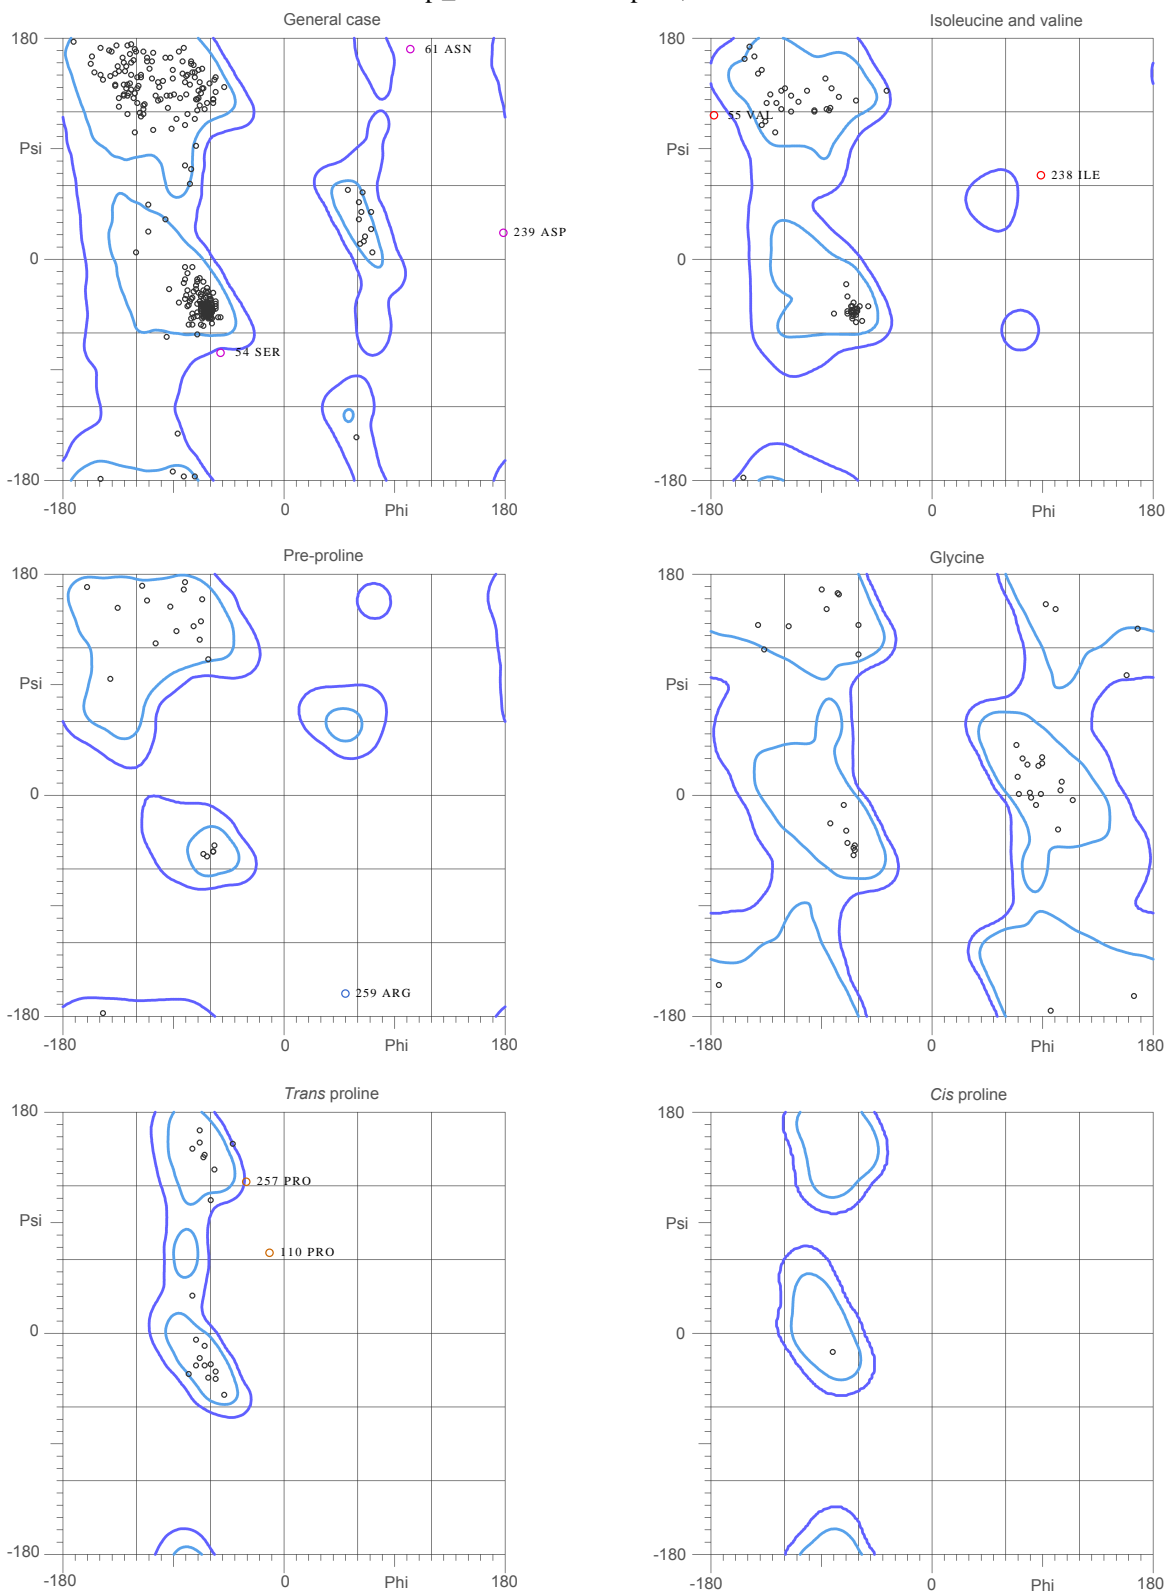 General case
Isoleucine and valine
180
61 ASN
Psi
0
239 ASP
54 SER
-180
-180
0
Phi
180
180
55 VAL
Psi
238 ILE
0
-180
-180
0
Phi
180
Pre-proline
Glycine
180
Psi
0
259 ARG
-180
-180
0
Phi
180
180
Psi
0
-180
-180
0
Phi
180
Trans proline
Cis proline
180
257 PRO
Psi
110 PRO
0
-180
-180
0
Phi
180
180
Psi
0
-180
-180
0
Phi
180